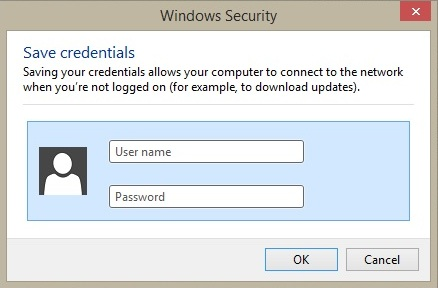 Windows Security
Save credentials
Saving your credentials allows your computer to connect to the network
when you're not logged on (for example, to download updates).
User name
Password
OK
Cancel